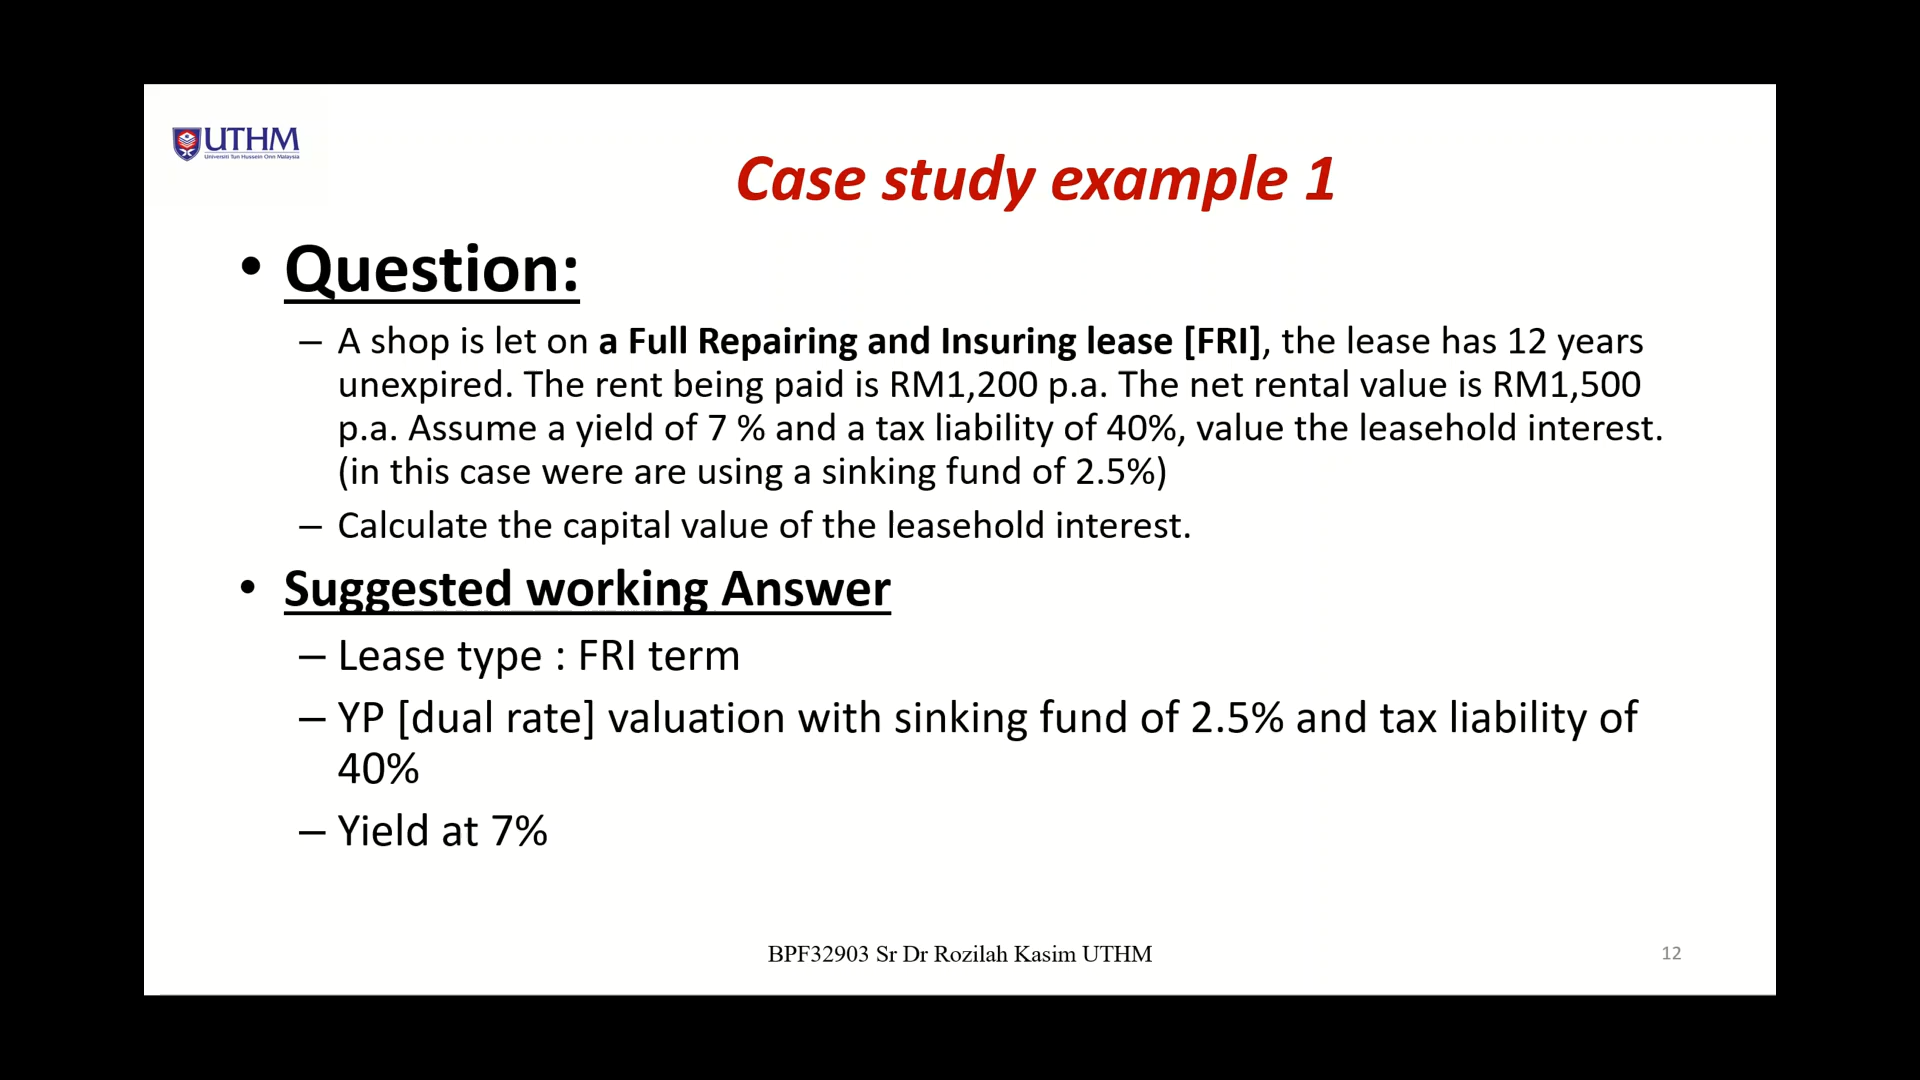 UTHM
Universiti Tun Hussein Onn Malaysia
Case study example 1
• Question:
– A shop is let on a Full Repairing and Insuring lease [FRI], the lease has 12 years
unexpired. The rent being paid is RM1,200 p.a. The net rental value is RM1,500
p.a. Assume a yield of 7 % and a tax liability of 40%, value the leasehold interest.
(in this case were are using a sinking fund of 2.5%)
– Calculate the capital value of the leasehold interest.
• Suggested working Answer
– Lease type : FRI term
– YP [dual rate] valuation with sinking fund of 2.5% and tax liability of
40%
– Yield at 7%
BPF32903 Sr Dr Rozilah Kasim UTHM
12